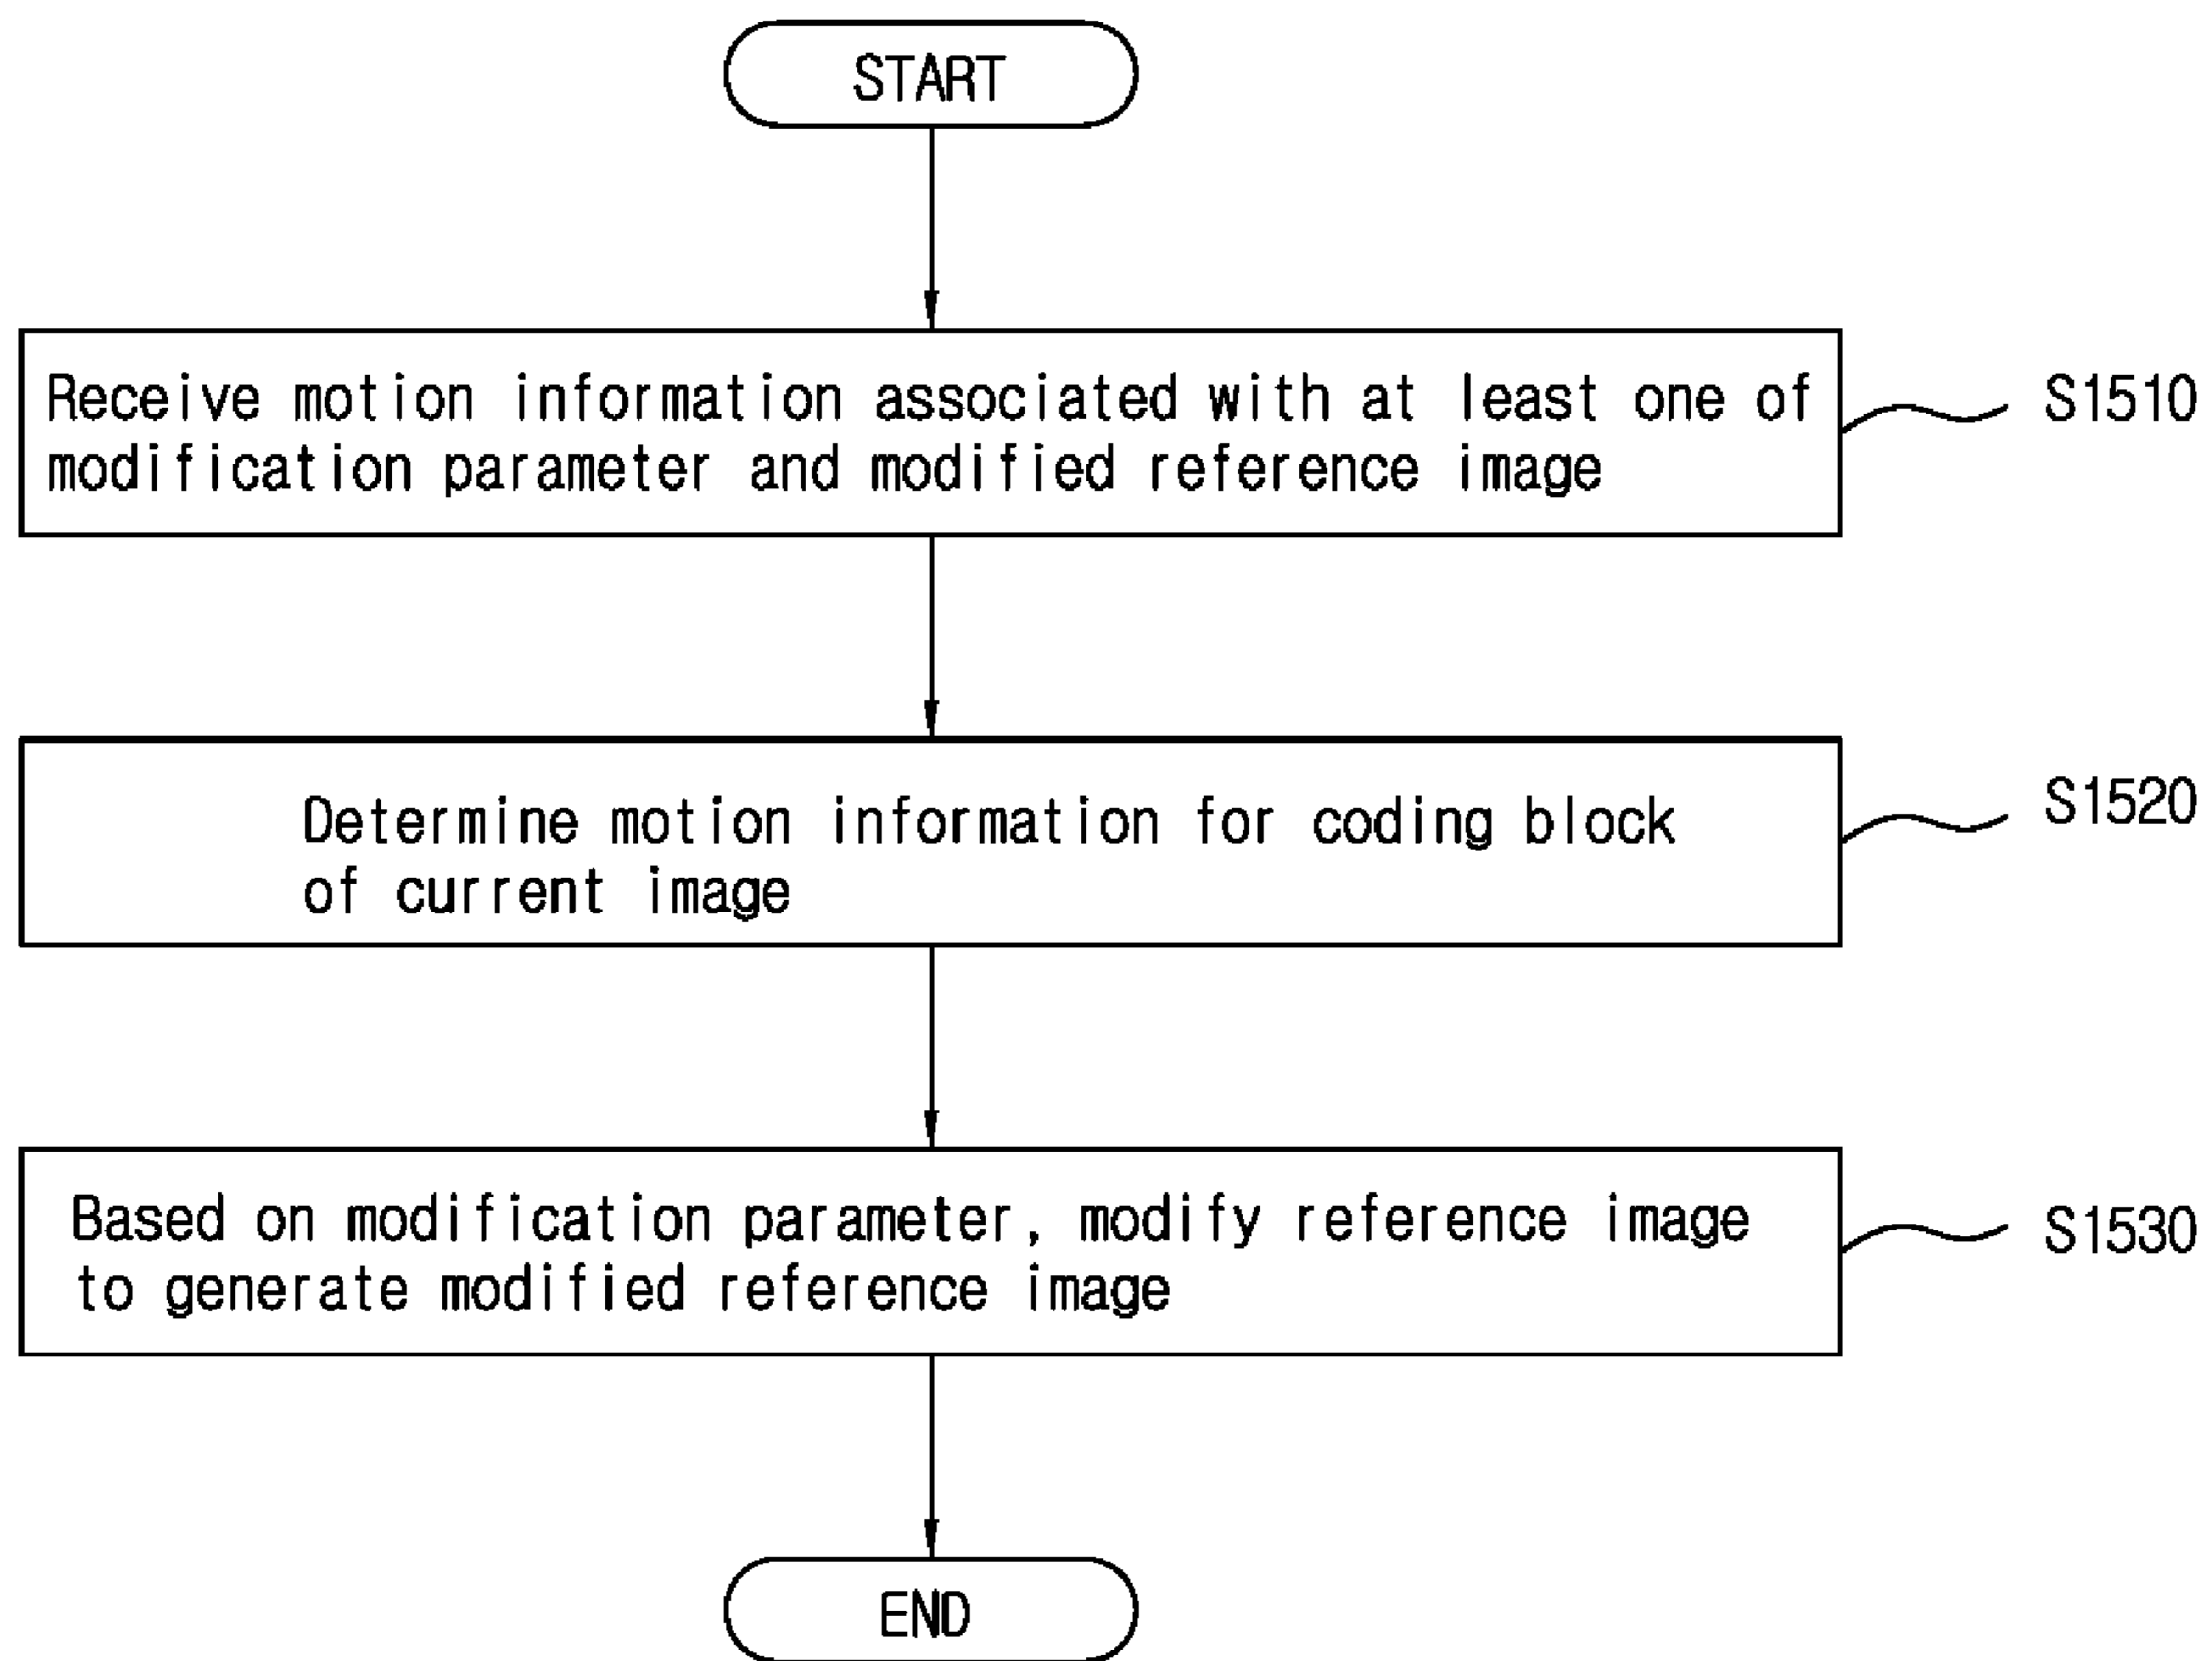 START
Receive motion information associated with at least one of
modification parameter and modified reference image
S1510
Determine motion information for coding block
of current image
S1520
Based on modification parameter, modify reference image
to generate modified reference image
S1530
END